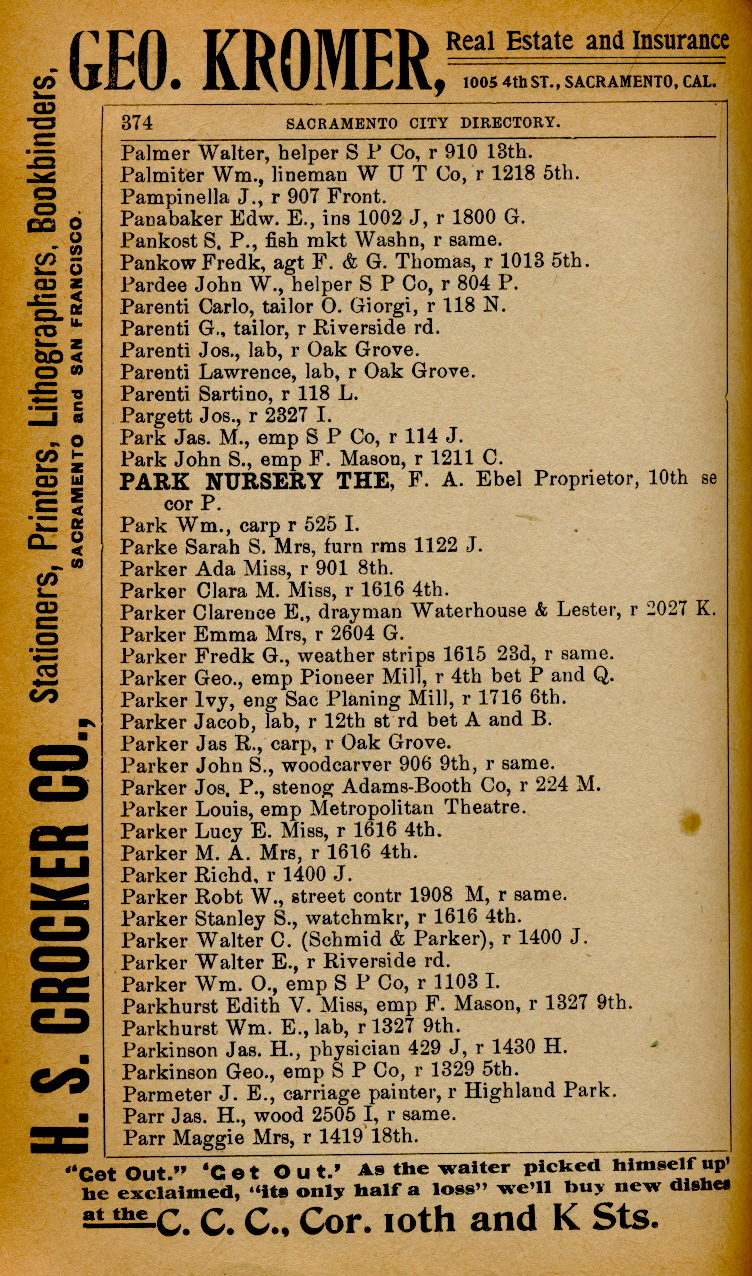 GEO. KROMER,
Real Estate and Insurance
1005 4th ST., SACRAMENTO, CAL.
H. S. CROCKER CO., Stationers, Printers, Lithographers, Bookbinders,
SACRAMENTO and SAN FRANCISCO.
374 SACRAMENTO CITY DIRECTORY.
Palmer Walter, helper S P Co, r 910 13th.
Palmiter Wm., lineman W U T Co, r 1218 5th.
Pampinella J., r 907 Front.
Panabaker Edw. E., ins 1002 J, r 1800 G.
Pankost S. P., fish mkt Washn, r same.
Pankow Fredk, agt F. & G. Thomas, r 1013 5th.
Pardee John W., helper S P Co, r 804 P.
Parenti Carlo, tailor O. Giorgi, r 118 N.
Parenti G., tailor, r Riverside rd.
Parenti Jos., lab, r Oak Grove.
Parenti Lawrence, lab, r Oak Grove.
Parenti Sartino, r 118 L.
Pargett Jos., r 2327 I.
Park Jas. M., emp S P Co, r 114 J.
Park John S., emp F. Mason, r 1211 C.
PARK NURSERY THE, F. A. Ebel Proprietor, 10th se
cor P.
Park Wm., carp r 525 I.
Parke Sarah S. Mrs, furn rms 1122 J.
Parker Ada Miss, r 901 8th.
Parker Clara M. Miss, r 1616 4th.
Parker Clarence E., drayman Waterhouse & Lester, r 2027 K.
Parker Emma Mrs, r 2604 G.
Parker Fredk G., weather strips 1615 23d, r same.
Parker Geo., emp Pioneer Mill, r 4th bet P and Q.
Parker Ivy, eng Sac Planing Mill, r 1716 6th.
Parker Jacob, lab, r 12th st rd bet A and B.
Parker Jas R., carp, r Oak Grove.
Parker John S., woodcarver 906 9th, r same.
Parker Jos. P., stenog Adams-Booth Co, r 224 M.
Parker Louis, emp Metropolitan Theatre.
Parker Lucy E. Miss, r 1616 4th.
Parker M. A. Mrs, r 1616 4th.
Parker Richd, r 1400 J.
Parker Robt W., street contr 1908 M, r same.
Parker Stanley S., watchmkr, r 1616 4th.
Parker Walter C. (Schmid & Parker), r 1400 J.
Parker Walter E., r Riverside rd.
Parker Wm. O., emp S P Co, r 1103 I.
Parkhurst Edith V. Miss, emp F. Mason, r 1327 9th.
Parkhurst Wm. E., lab, r 1327 9th.
Parkinson Jas. H., physician 429 J, r 1430 H.
Parkinson Geo., emp S P Co, r 1329 5th.
Parmeter J. E., carriage painter, r Highland Park.
Parr Jas. H., wood 2505 I, r same.
Parr Maggie Mrs, r 1419 18th.
"Get Out." 'Get Out.' As the waiter picked himself up'
he exclaimed, "its only half a loss" we'll buy new dishes
at the C. C. C., Cor. 10th and K Sts.